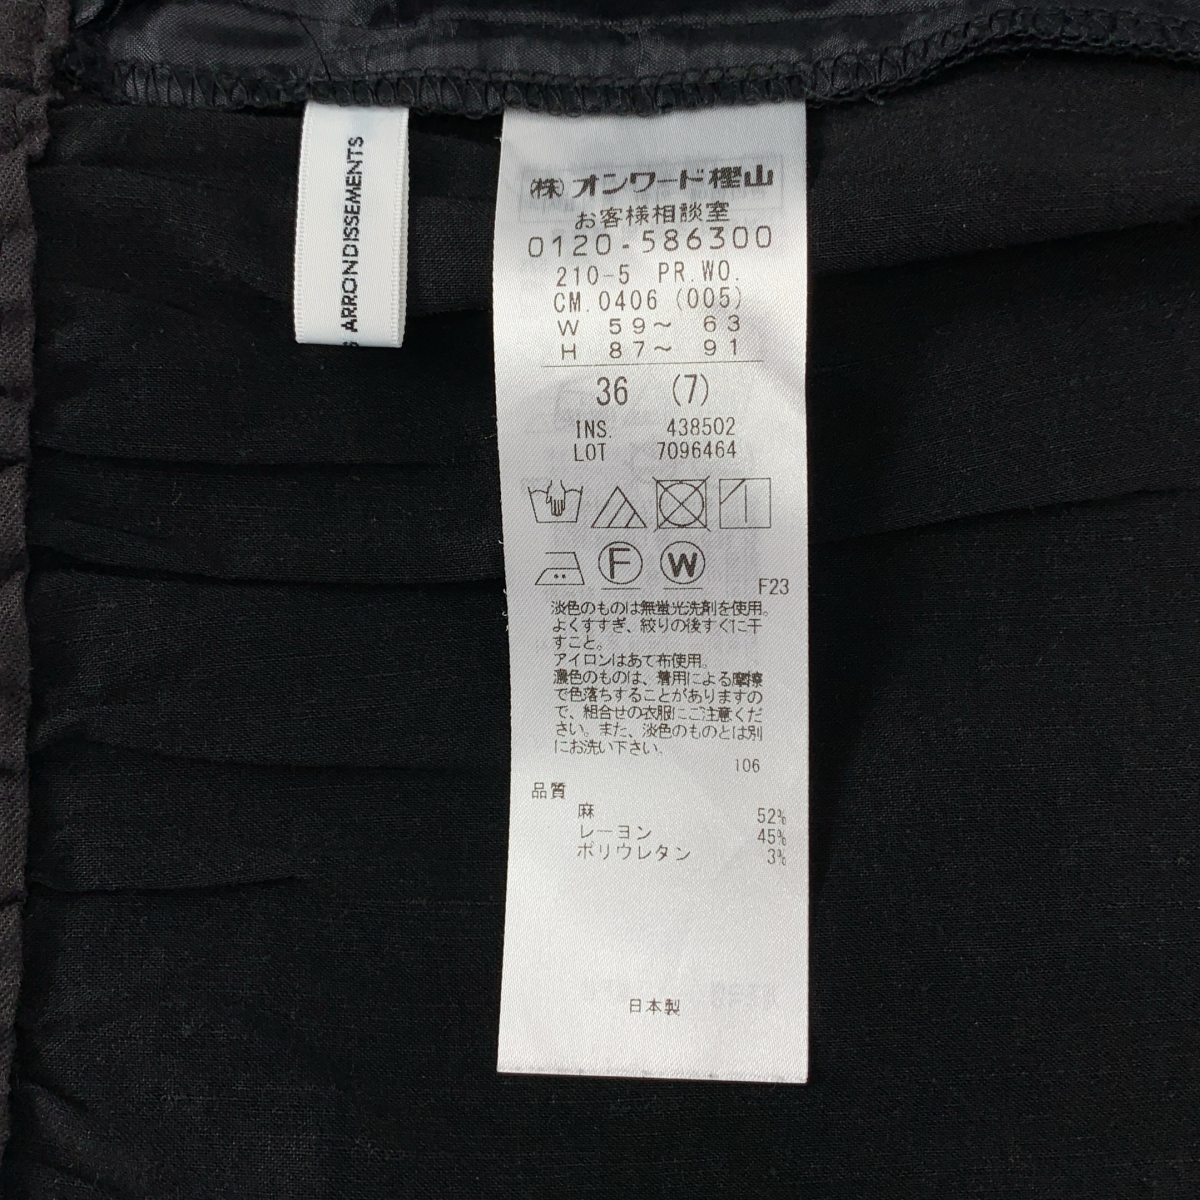 S ARRONDISSEMENTS
(株)オンワード樫山
お客様相談室
0120-586300
210-5 PR.WO.
CM.0406 (005)
W 59～ 63
H 87～ 91
36 (7)
INS. 438502
LOT 7096464
F W
F23
淡色のものは無蛍光洗剤を使用。
よくすすぎ、絞りの後すぐに干
すこと。
アイロンはあて布使用。
濃色のものは、着用による摩擦
で色落ちすることがありますの
で、組合せの衣服にご注意くだ
さい。また、淡色のものとは別
にお洗い下さい。
106
品質
麻 52%
レーヨン 45%
ポリウレタン 3%
日本製